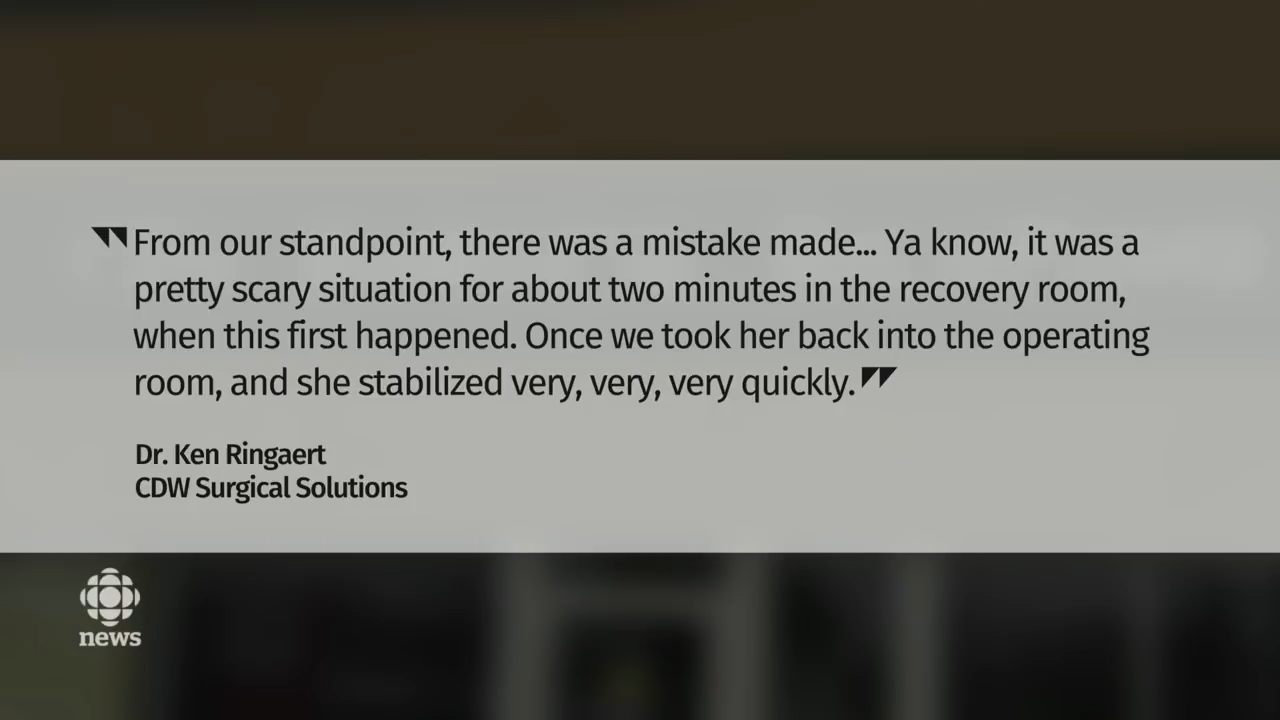 "From our standpoint, there was a mistake made... Ya know, it was a
pretty scary situation for about two minutes in the recovery room,
when this first happened. Once we took her back into the operating
room, and she stabilized very, very, very quickly."
Dr. Ken Ringaert
CDW Surgical Solutions
news